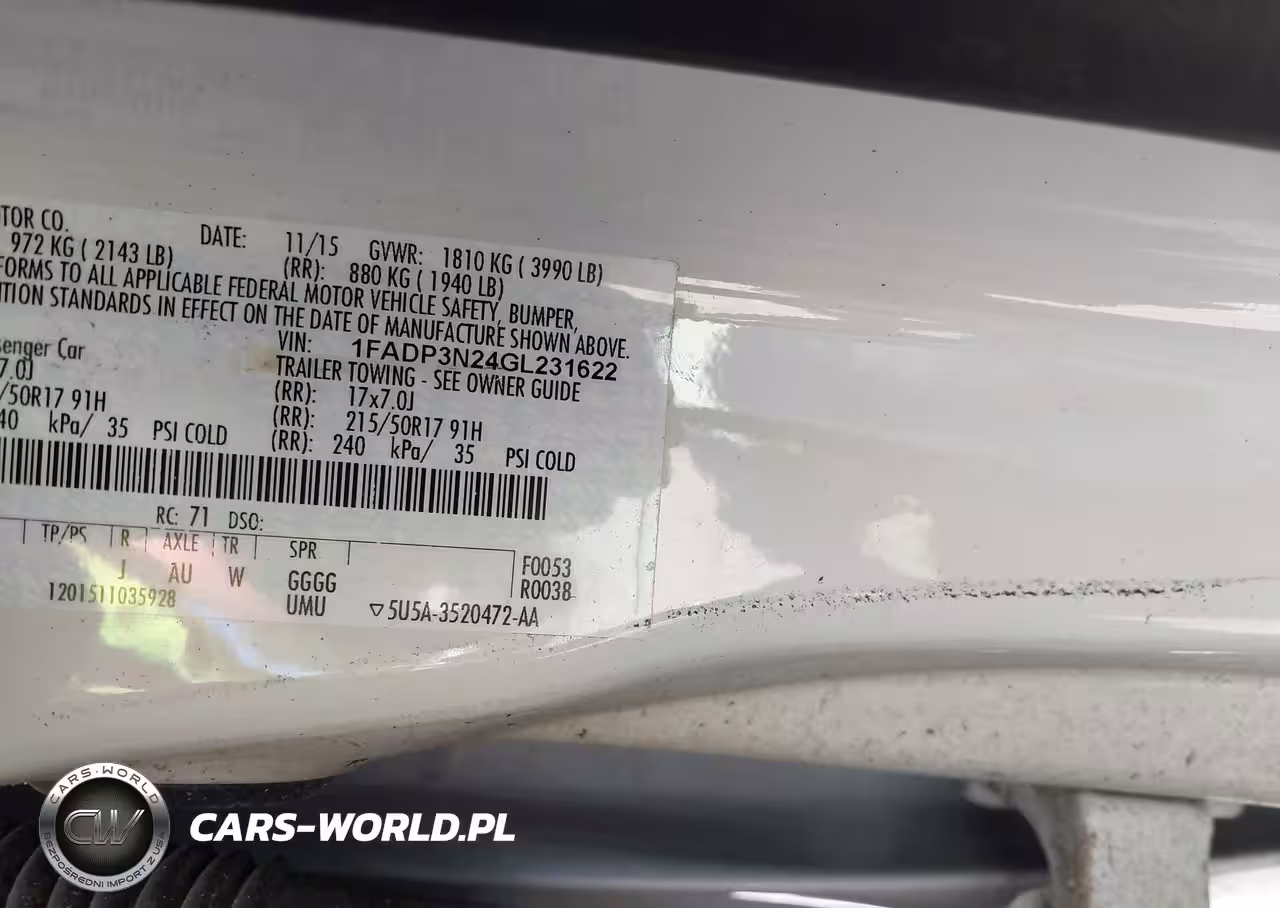 TOR CO.
DATE: 11/15 GVWR: 1810 KG ( 3990 LB)
972 KG ( 2143 LB) (RR): 880 KG ( 1940 LB)
FORMS TO ALL APPLICABLE FEDERAL MOTOR VEHICLE SAFETY, BUMPER,
TION STANDARDS IN EFFECT ON THE DATE OF MANUFACTURE SHOWN ABOVE.
VIN: 1FADP3N24GL231622
senger Car TRAILER TOWING - SEE OWNER GUIDE
7.0J (RR): 17x7.0J
/50R17 91H (RR): 215/50R17 91H
40 kPa/ 35 PSI COLD (RR): 240 kPa/ 35 PSI COLD
RC: 71 DSO:
TP/PS R AXLE TR SPR
J AU W GGGG F0053
1201511035928 UMU R0038
▽5U5A-3520472-AA
CARS-WORLD
CW
BEZPOŚREDNI IMPORT Z USA
CARS-WORLD.PL